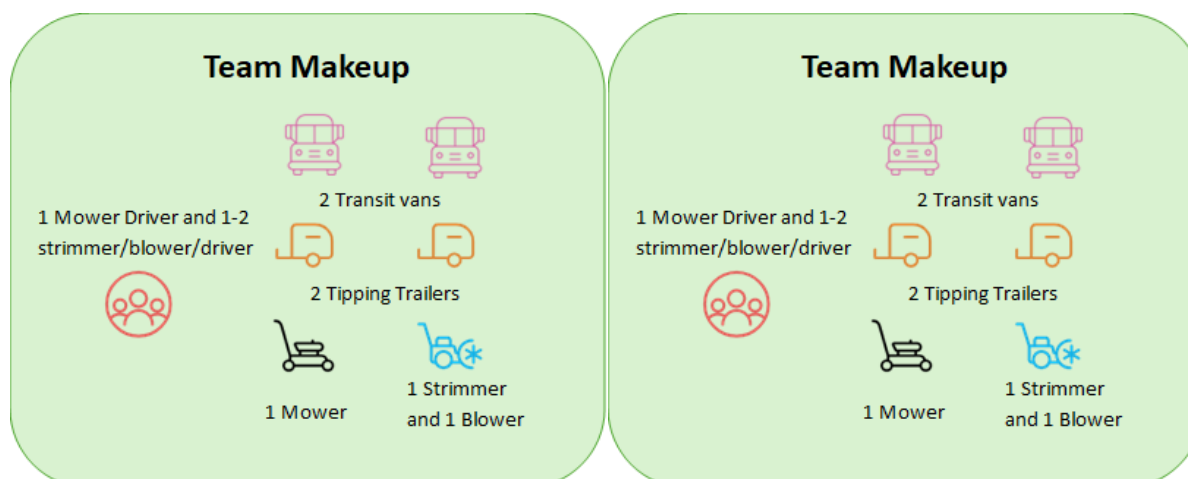 Team Makeup
2 Transit vans
1 Mower Driver and 1-2
strimmer/blower/driver
2 Tipping Trailers
1 Mower
1 Strimmer
and 1 Blower
Team Makeup
2 Transit vans
1 Mower Driver and 1-2
strimmer/blower/driver
2 Tipping Trailers
1 Mower
1 Strimmer
and 1 Blower